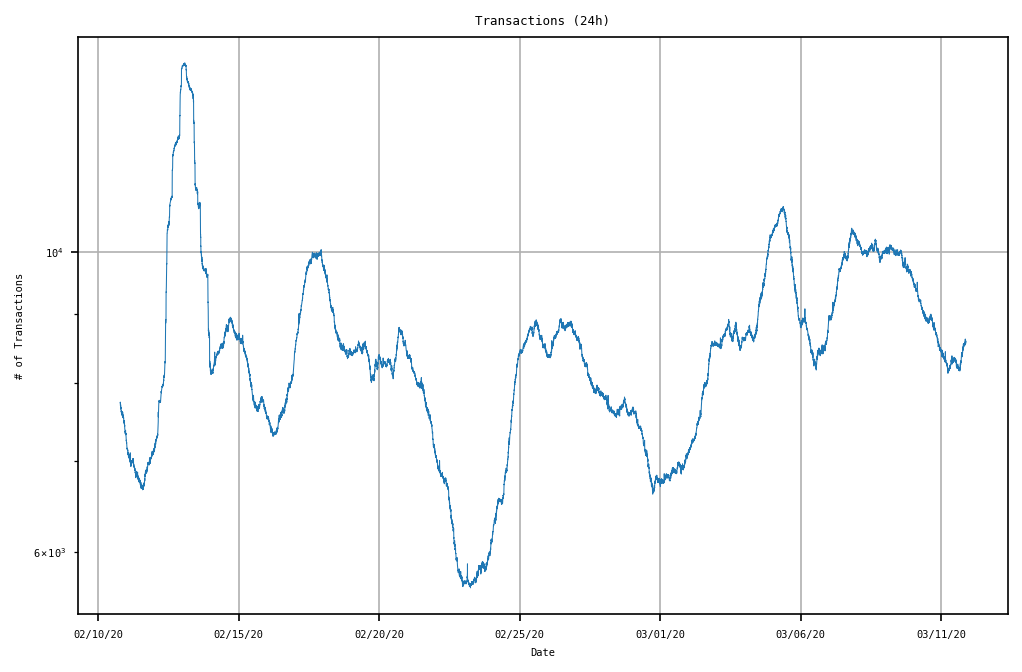 Transactions (24h)
# of Transactions
10⁴
6×10³
02/10/20 02/15/20 02/20/20 02/25/20 03/01/20 03/06/20 03/11/20
Date